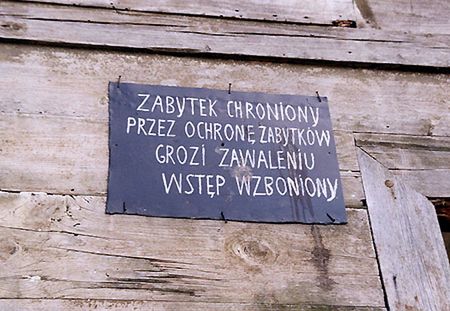 ZABYTEK CHRONIONY
PRZEZ OCHRONĘ ZABYTKÓW
GROZI ZAWALENIU
WSTĘP WZBONIONY